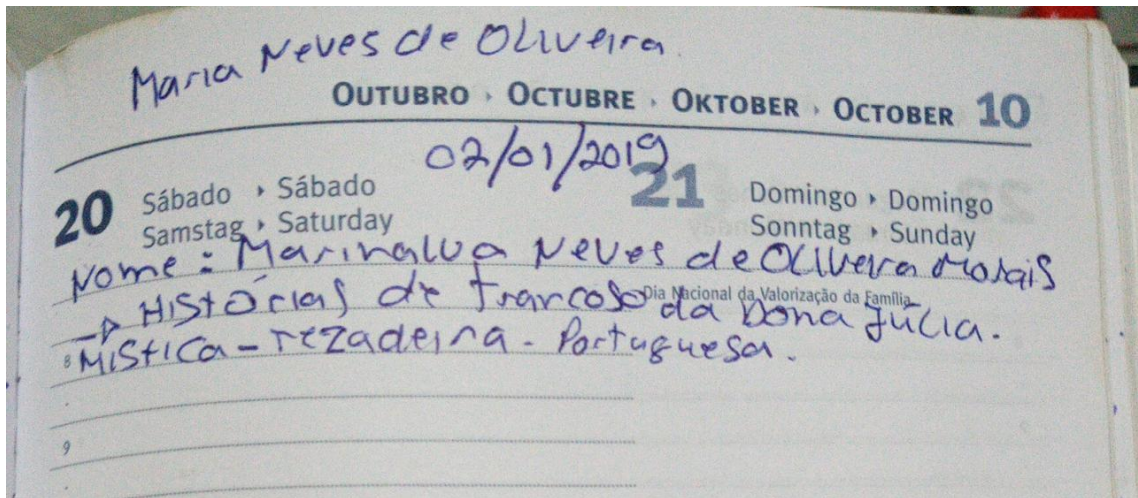 Maria Neves de Oliveira.
OUTUBRO › OCTUBRE › OKTOBER › OCTOBER 10
02/01/2019
20 Sábado › Sábado
Samstag › Saturday
21 Domingo › Domingo
Sonntag › Sunday
Nome: Marinalva Neves de Oliveira Morais
Dia Nacional da Valorização da Família
→ Histórias de Trancoso da Dona Júlia.
8 Mistica - rezadeira - Portuguesa.
9